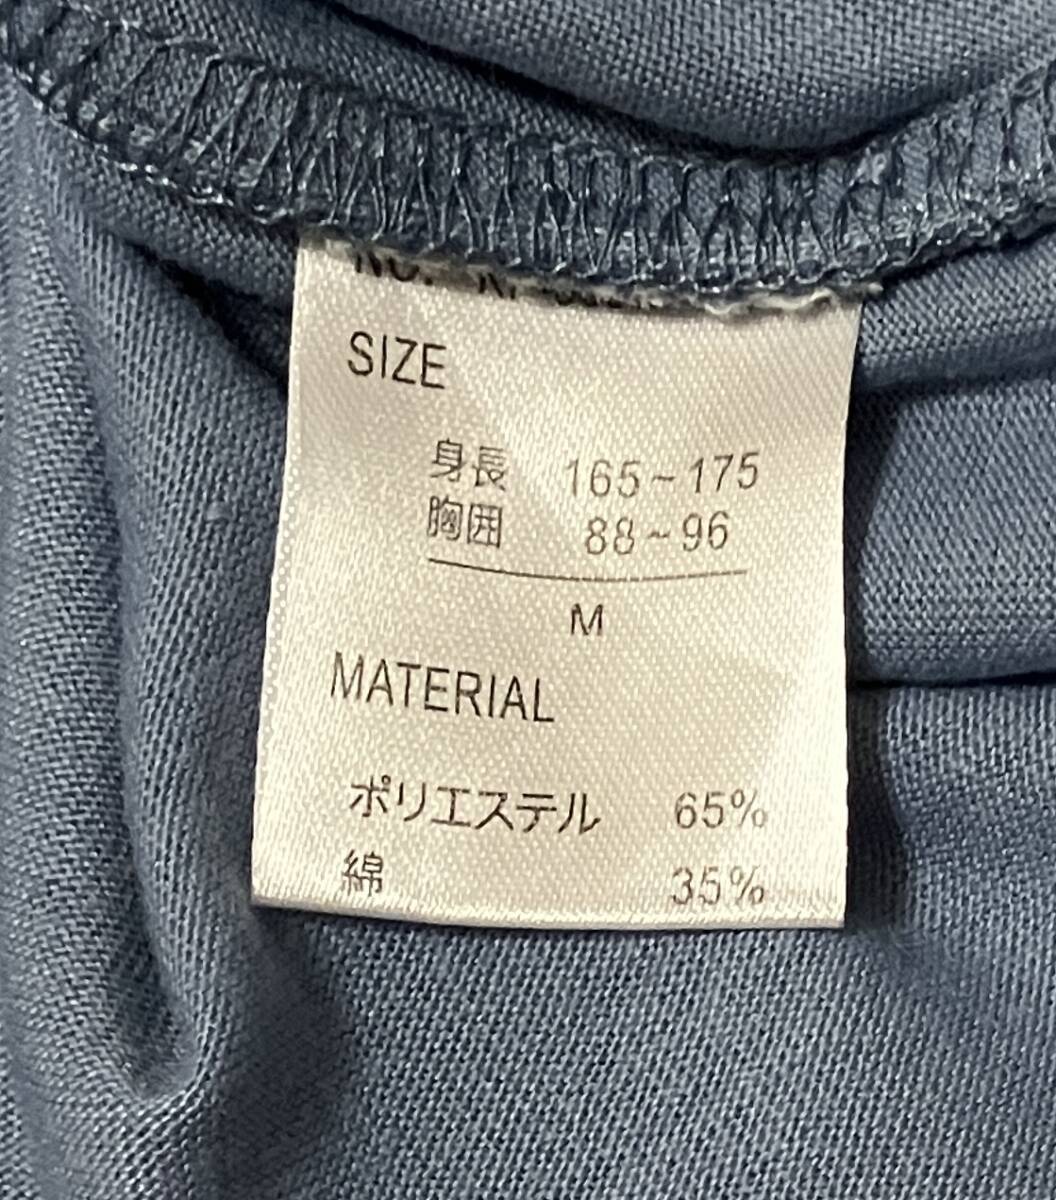 SIZE
身長 165~175
胸囲 88~96
M
MATERIAL
ポリエステル 65%
綿 35%